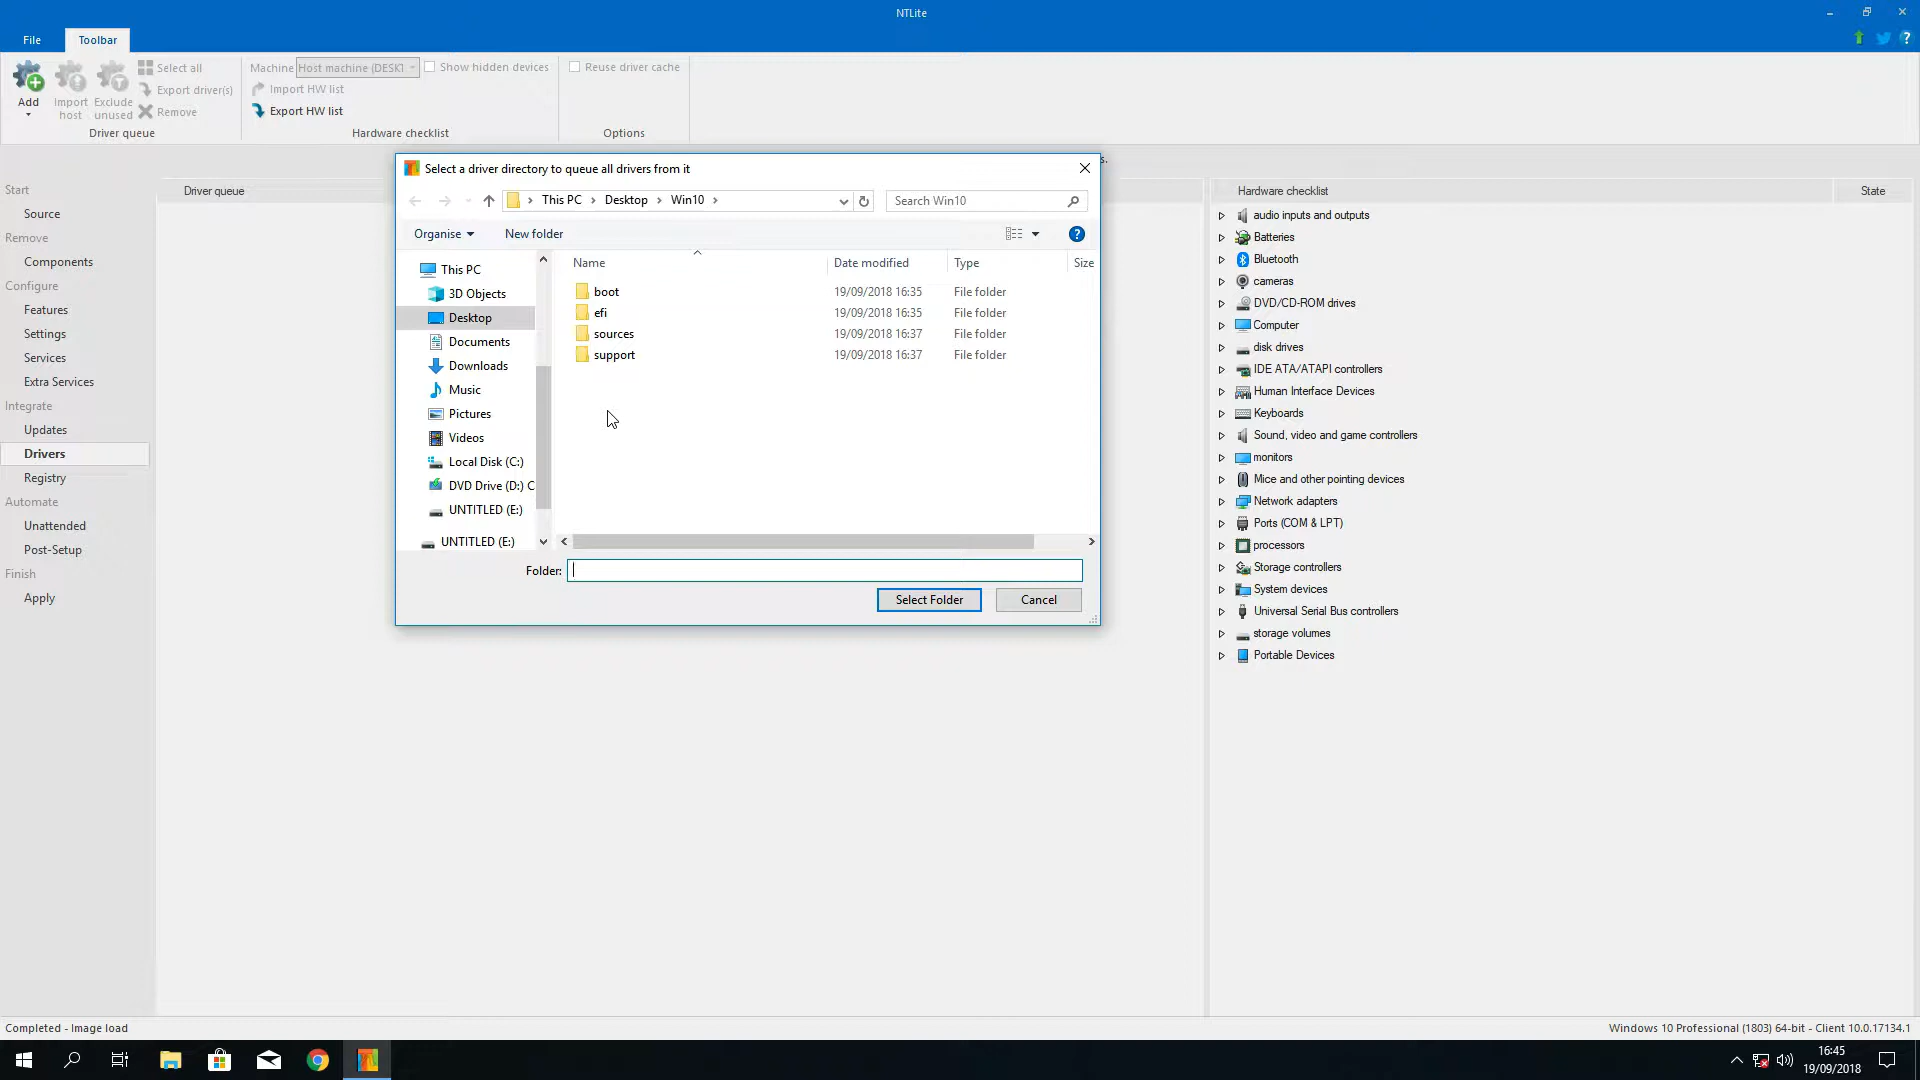 NTLite
File
Toolbar
Add
Import host
Exclude unused
Select all
Export driver(s)
Remove
Driver queue
Machine
Host machine (DESKT
Show hidden devices
Import HW list
Export HW list
Hardware checklist
Reuse driver cache
Options
s.
Start
Source
Remove
Components
Configure
Features
Settings
Services
Extra Services
Integrate
Updates
Drivers
Registry
Automate
Unattended
Post-Setup
Finish
Apply
Driver queue
Select a driver directory to queue all drivers from it
This PC
Desktop
Win10
Search Win10
Organise
New folder
This PC
3D Objects
Desktop
Documents
Downloads
Music
Pictures
Videos
Local Disk (C:)
DVD Drive (D:) C
UNTITLED (E:)
UNTITLED (E:)
Name Date modified Type Size
boot 19/09/2018 16:35 File folder
efi 19/09/2018 16:35 File folder
sources 19/09/2018 16:37 File folder
support 19/09/2018 16:37 File folder
Folder:
Select Folder
Cancel
Hardware checklist State
audio inputs and outputs
Batteries
Bluetooth
cameras
DVD/CD-ROM drives
Computer
disk drives
IDE ATA/ATAPI controllers
Human Interface Devices
Keyboards
Sound, video and game controllers
monitors
Mice and other pointing devices
Network adapters
Ports (COM & LPT)
processors
Storage controllers
System devices
Universal Serial Bus controllers
storage volumes
Portable Devices
Completed - Image load
Windows 10 Professional (1803) 64-bit - Client 10.0.17134.1
16:45
19/09/2018